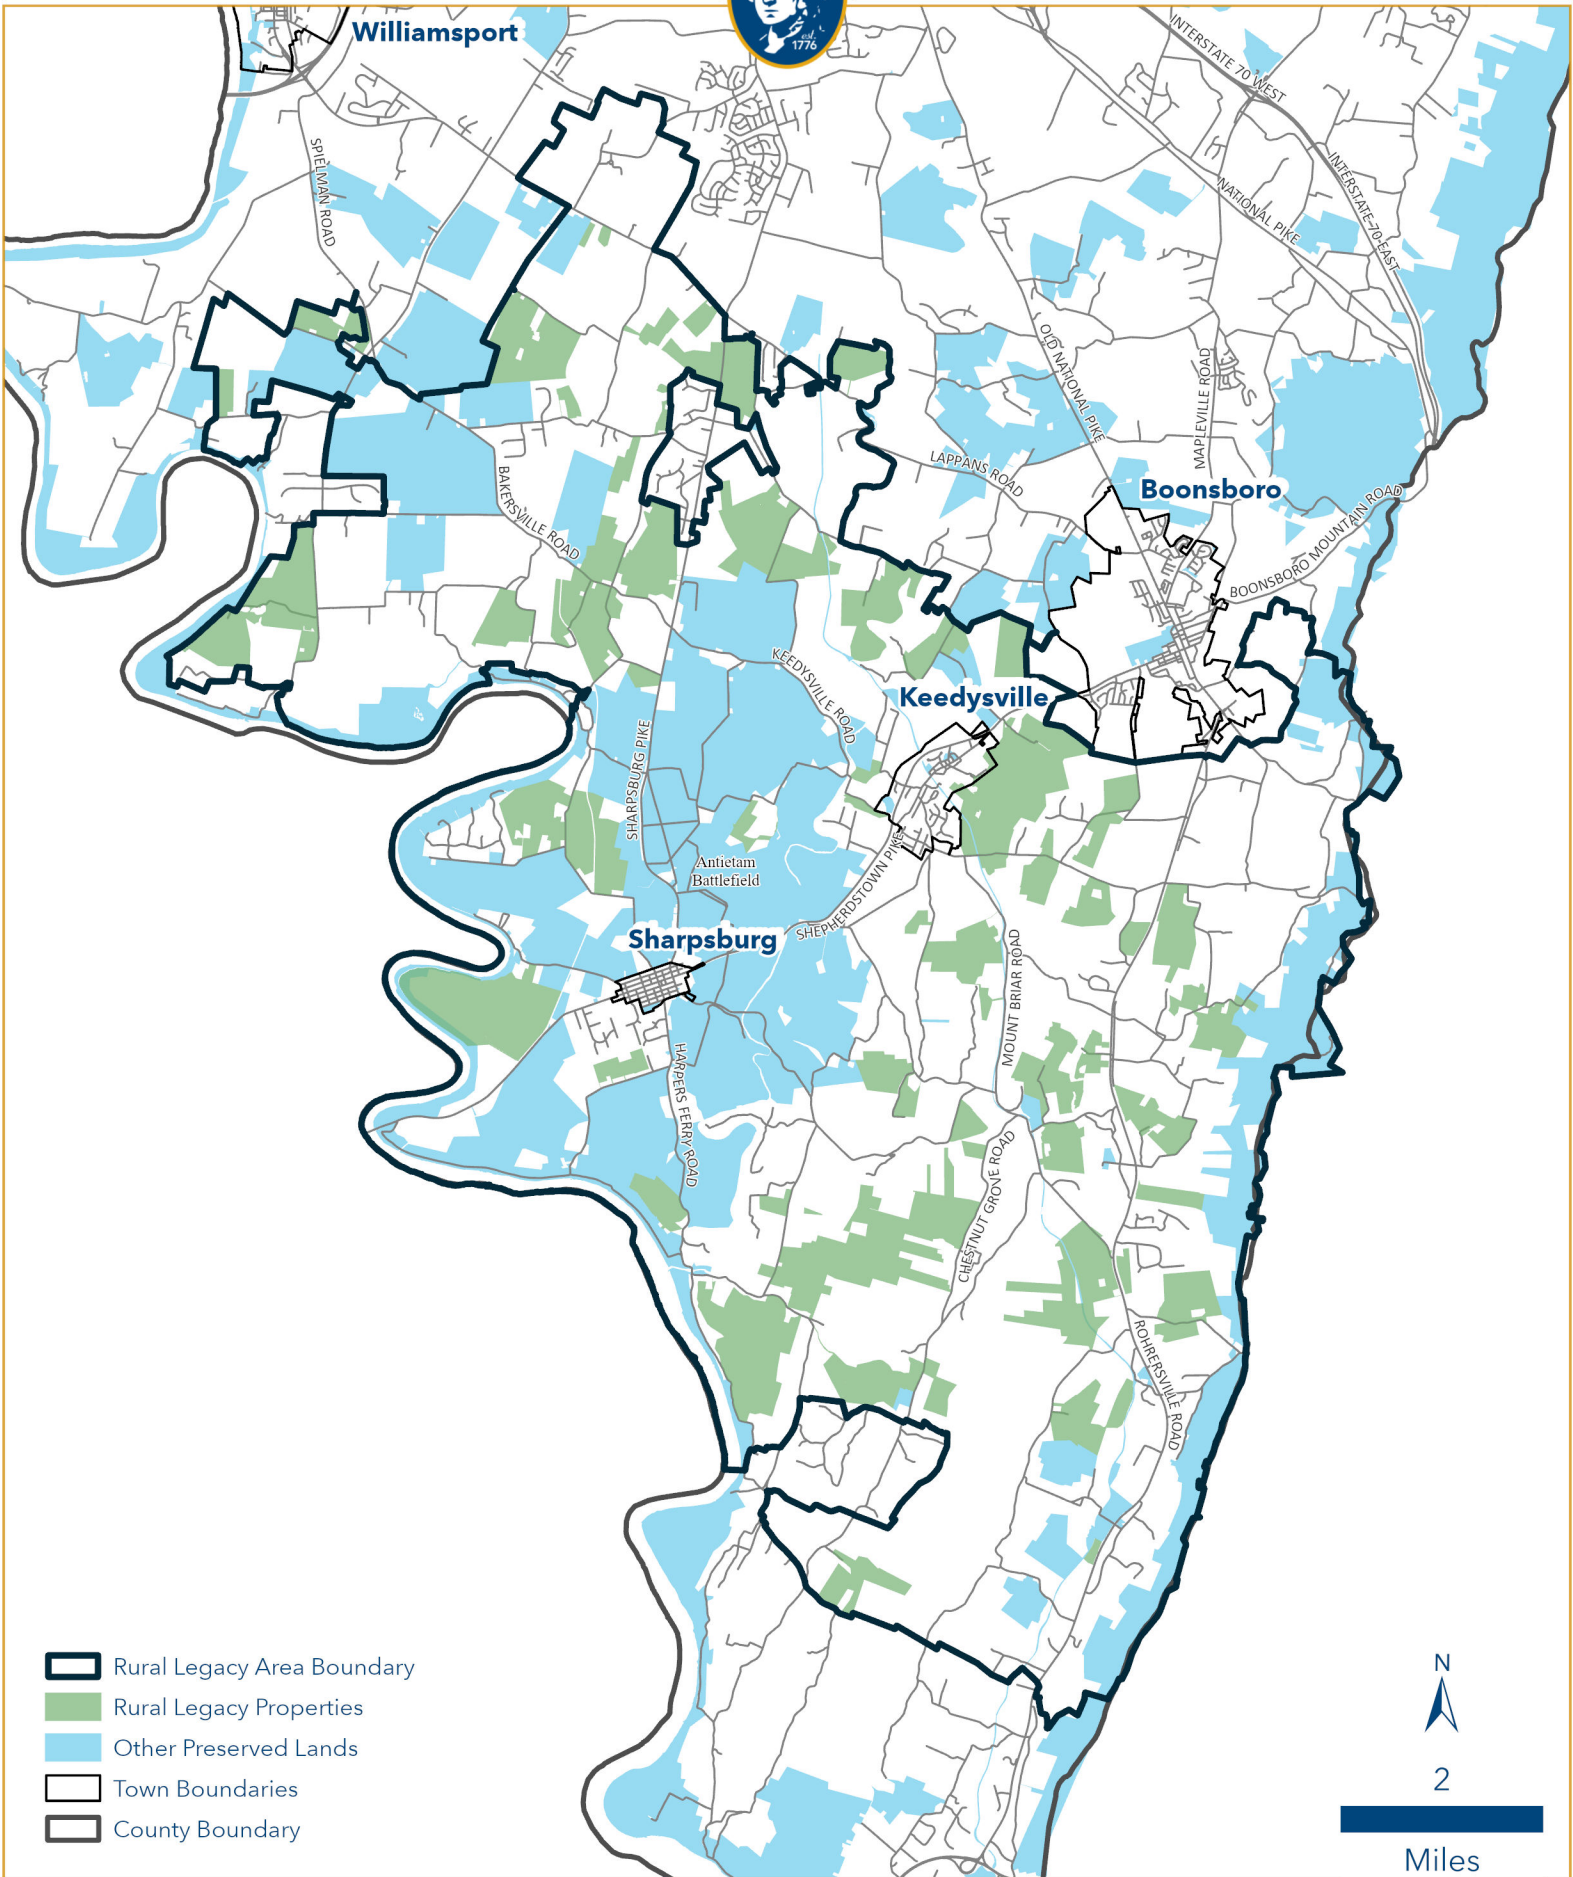 est.
1776
Williamsport
INTERSTATE 70 WEST
SPIELMAN ROAD
INTERSTATE 70 EAST
NATIONAL PIKE
OLD NATIONAL PIKE
MAPLEVILLE ROAD
LAPPANS ROAD
BAKERSVILLE ROAD
Boonsboro
BOONSBORO MOUNTAIN ROAD
KEEDYSVILLE ROAD
Keedysville
SHARPSBURG PIKE
Antietam
Battlefield
SHEPHERDSTOWN PIKE
Sharpsburg
MOUNT BRIAR ROAD
HARPERS FERRY ROAD
CHESTNUT GROVE ROAD
ROHRERSVILLE ROAD
Rural Legacy Area Boundary
Rural Legacy Properties
Other Preserved Lands
Town Boundaries
County Boundary
N
2
Miles